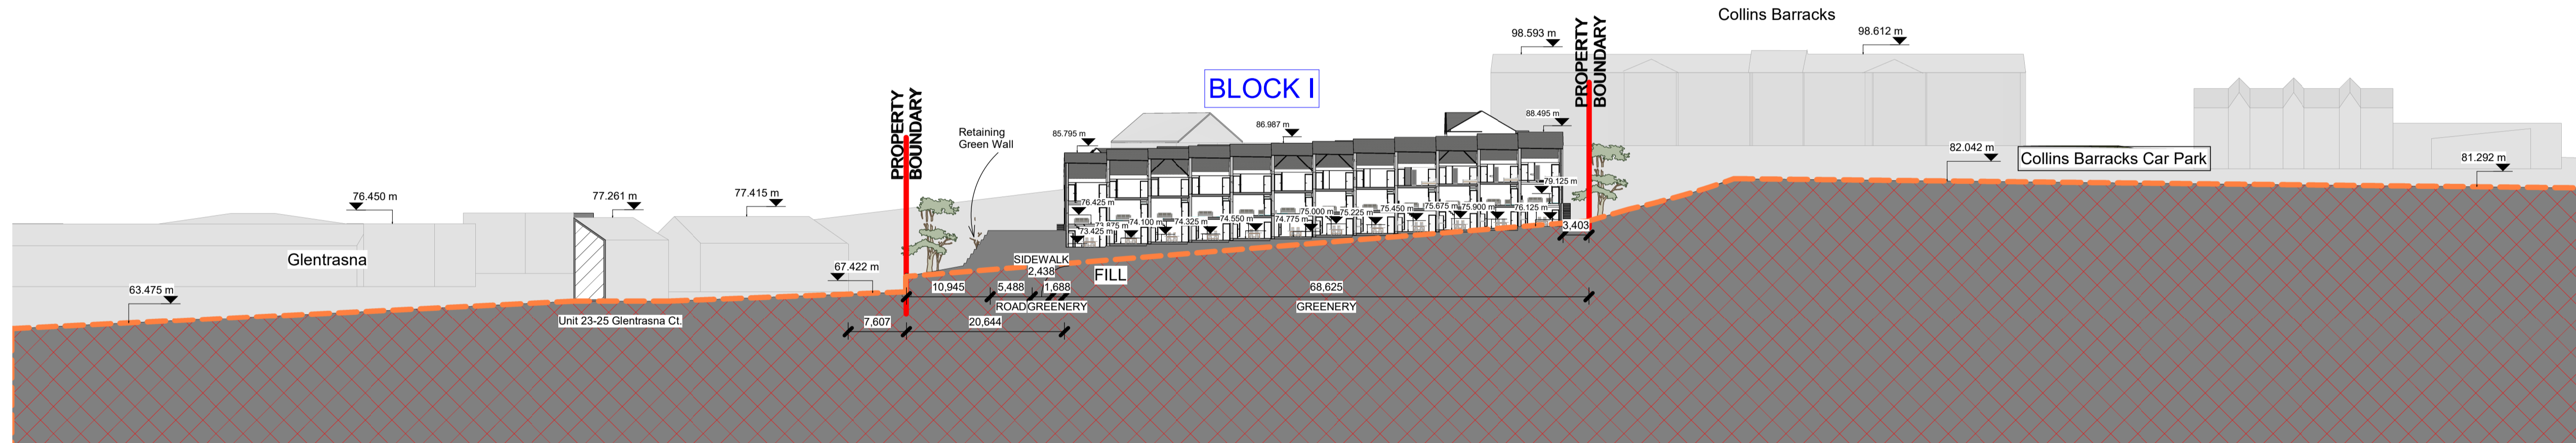 Collins Barracks
98.593 m
98.612 m
PROPERTY
BOUNDARY
BLOCK I
PROPERTY
BOUNDARY
Retaining
Green Wall
85.795 m
86.987 m
88.495 m
82.042 m
Collins Barracks Car Park
81.292 m
76.450 m
77.261 m
77.415 m
79.125 m
76.425 m
73.425 m
73.875 m
74.100 m
74.325 m
74.550 m
74.775 m
75.000 m
75.225 m
75.450 m
75.675 m
75.900 m
76.125 m
3,403
Glentrasna
67.422 m
63.475 m
SIDEWALK
2,438
FILL
10,945
5,488
1,688
68,625
ROAD
GREENERY
GREENERY
Unit 23-25 Glentrasna Ct.
7,607
20,644